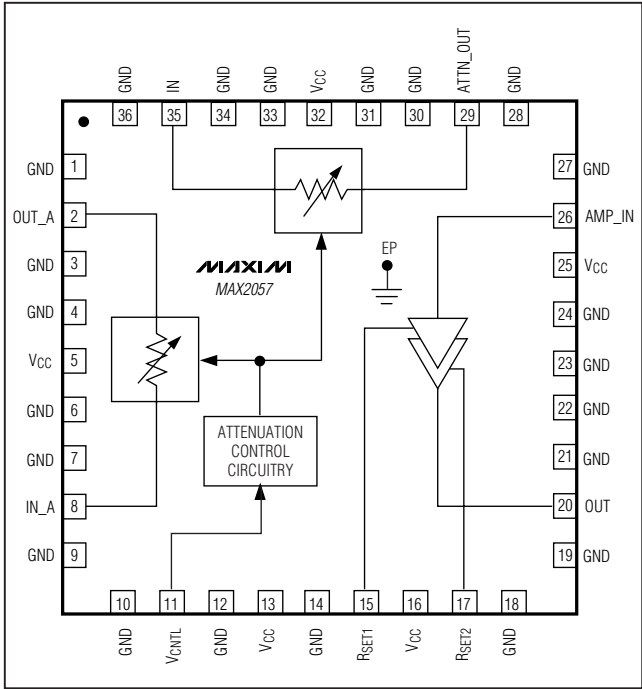 GND
IN
GND
GND
VCC
GND
GND
ATTN_OUT
GND
36
35
34
33
32
31
30
29
28
GND 1
OUT_A 2
GND 3
GND 4
VCC 5
GND 6
GND 7
IN_A 8
GND 9
27 GND
26 AMP_IN
25 VCC
24 GND
23 GND
22 GND
21 GND
20 OUT
19 GND
MAXIM
MAX2057
EP
ATTENUATION
CONTROL
CIRCUITRY
10
11
12
13
14
15
16
17
18
GND
VCNTL
GND
VCC
GND
RSET1
VCC
RSET2
GND